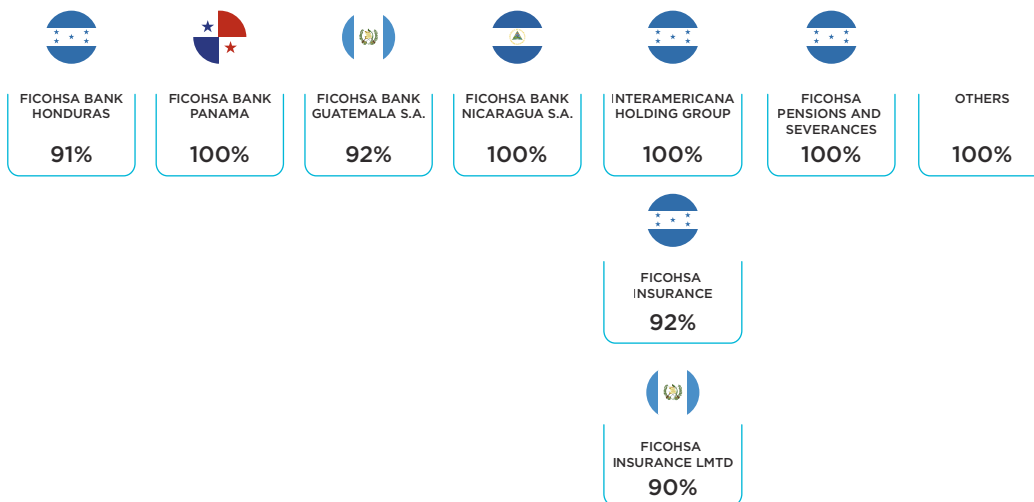 FICOHSA BANK
HONDURAS
91%
FICOHSA BANK
PANAMA
100%
FICOHSA BANK
GUATEMALA S.A.
92%
FICOHSA BANK
NICARAGUA S.A.
100%
INTERAMERICANA
HOLDING GROUP
100%
FICOHSA
PENSIONS AND
SEVERANCES
100%
OTHERS
100%
FICOHSA
INSURANCE
92%
FICOHSA
INSURANCE LMTD
90%